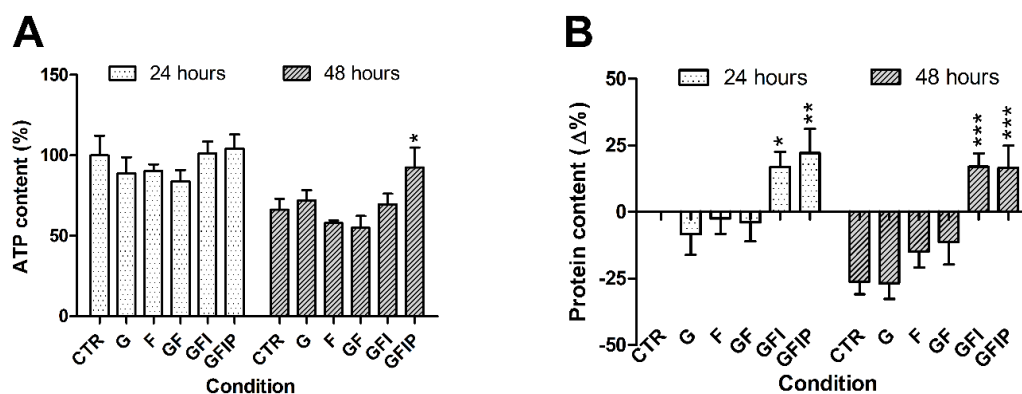 A
24 hours
48 hours
ATP content (%)
150
100
50
0
*
CTR G F GF GFI GFIP CTR G F GF GFI GFIP
Condition
B
24 hours
48 hours
Protein content (Δ%)
50
25
0
-25
-50
* ** *** ***
CTR G F GF GFI GFIP CTR G F GF GFI GFIP
Condition